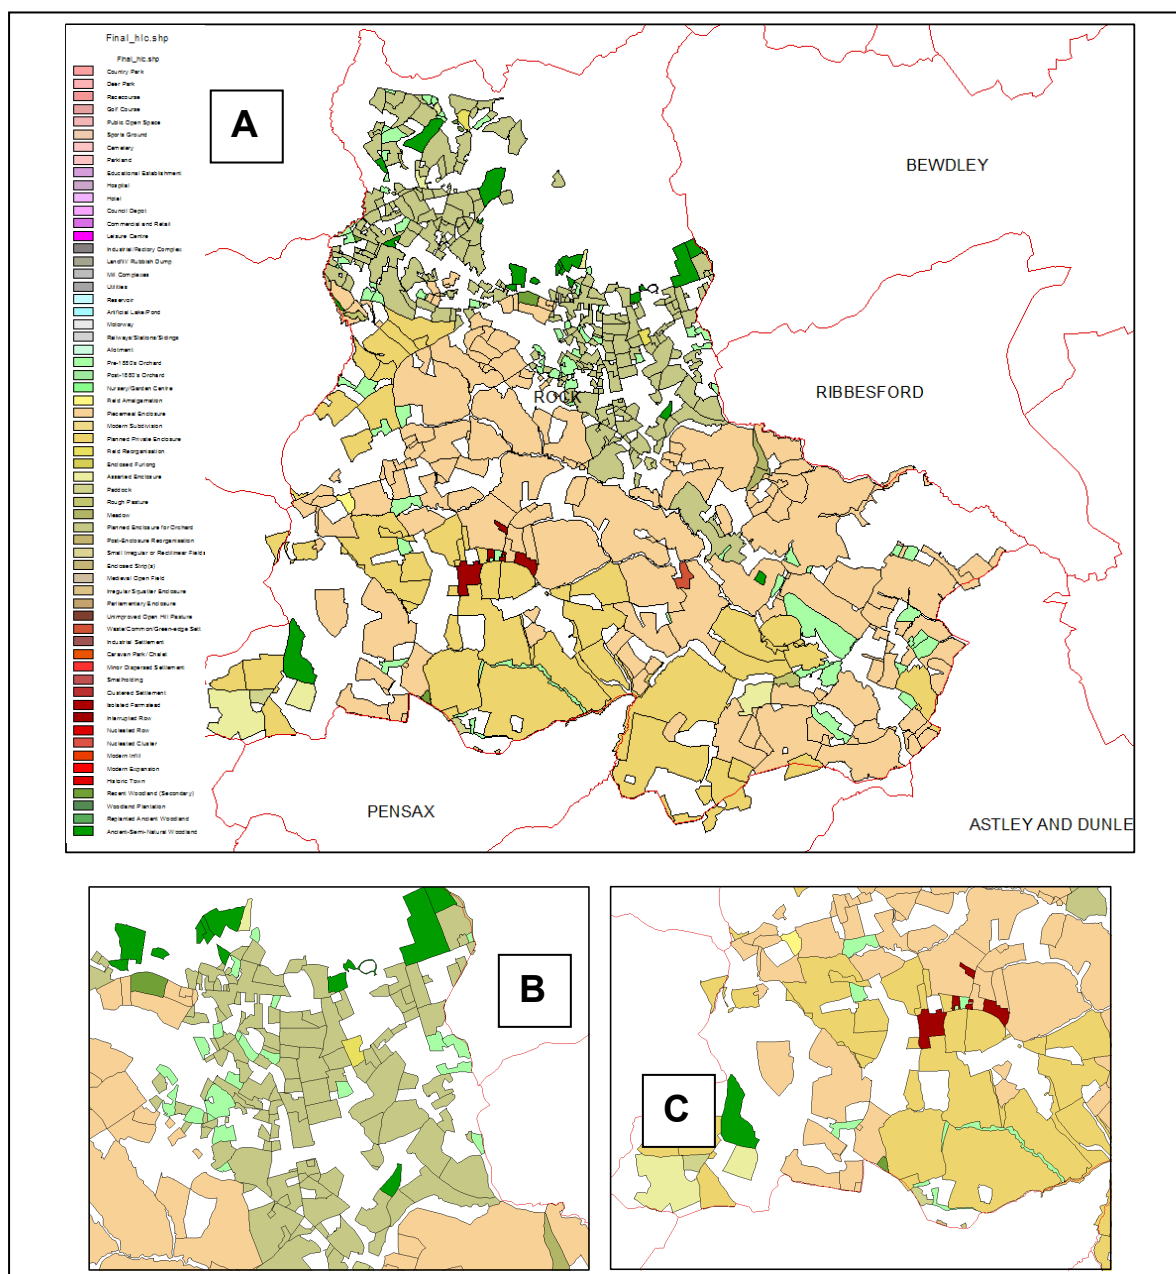 Final_hlc.shp
Final_hlc.shp
Country Park
Deer Park
Racecourse
Golf Course
Public Open Space
Sports Ground
Cemetery
Parkland
Educational Establishment
Hospital
Hotel
Council Depot
Commercial and Retail
Leisure Centre
Industrial/Factory Complex
Landfill/ Rubbish Dump
Mill Complexes
Utilities
Reservoir
Artificial Lake/Pond
Motorway
Railways/Stations/Sidings
Allotment
Pre-1880's Orchard
Post-1880's Orchard
Nursery/Garden Centre
Field Amalgamation
Piecemeal Enclosure
Modern Subdivision
Planned Private Enclosure
Field Reorganisation
Enclosed Furlong
Assarted Enclosure
Paddock
Rough Pasture
Meadow
Planned Enclosure for Orchard
Post-Enclosure Reorganisation
Small Irregular or Rectilinear Fields
Enclosed Strip(s)
Medieval Open Field
Irregular Squatter Enclosure
Parliamentary Enclosure
Unimproved Open Hill Pasture
Waste/Common/Green-edge Sett.
Industrial Settlement
Caravan Park/ Chalet
Minor Dispersed Settlement
Smallholding
Clustered Settlement
Isolated Farmstead
Interrupted Row
Nucleated Row
Nucleated Cluster
Modern Infill
Modern Expansion
Historic Town
Recent Woodland (Secondary)
Woodland Plantation
Replanted Ancient Woodland
Ancient-Semi-Natural Woodland
A
BEWDLEY
RIBBESFORD
ROCK
PENSAX
ASTLEY AND DUNLE
B
C